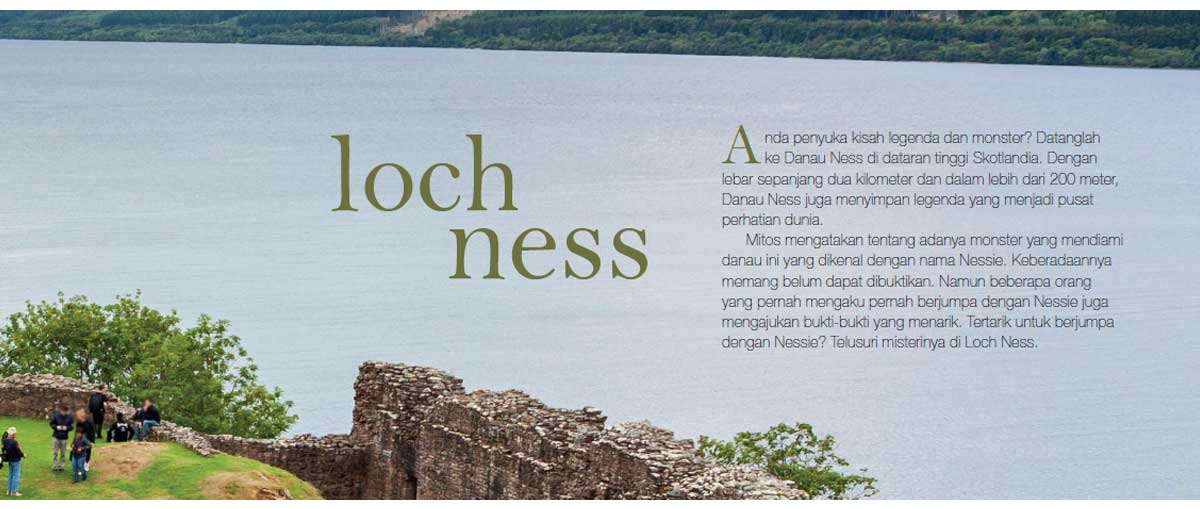 loch
ness
Anda penyuka kisah legenda dan monster? Datanglah
ke Danau Ness di dataran tinggi Skotlandia. Dengan
lebar sepanjang dua kilometer dan dalam lebih dari 200 meter,
Danau Ness juga menyimpan legenda yang menjadi pusat
perhatian dunia.
Mitos mengatakan tentang adanya monster yang mendiami
danau ini yang dikenal dengan nama Nessie. Keberadaannya
memang belum dapat dibuktikan. Namun beberapa orang
yang pernah mengaku pernah berjumpa dengan Nessie juga
mengajukan bukti-bukti yang menarik. Tertarik untuk berjumpa
dengan Nessie? Telusuri misterinya di Loch Ness.